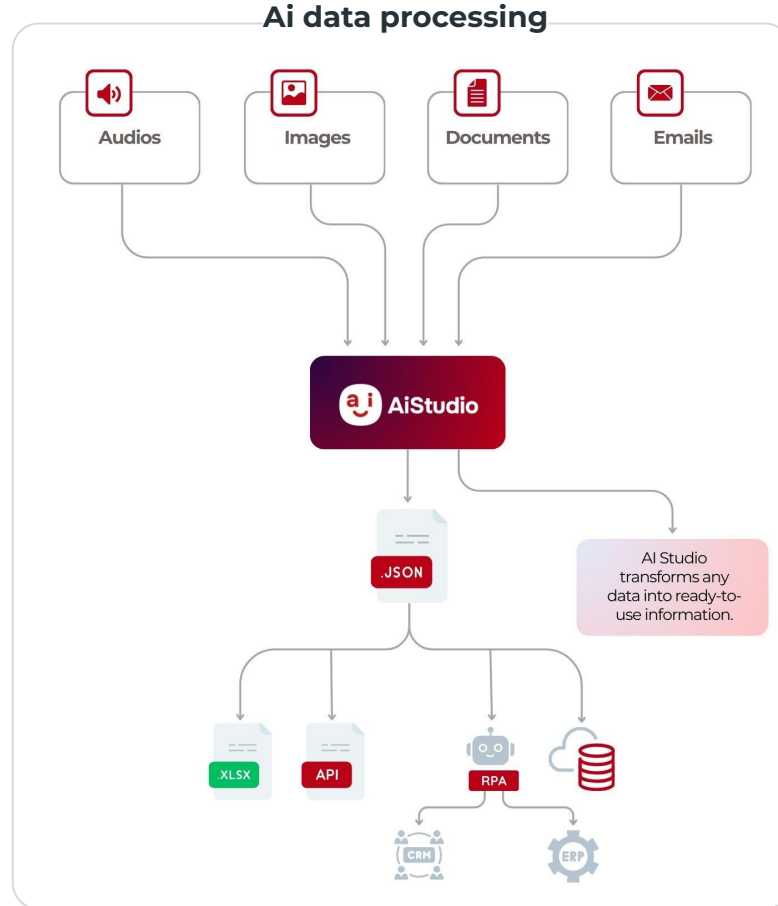 Ai data processing
Audios
Images
Documents
Emails
ai AiStudio
.JSON
AI Studio
transforms any
data into ready-to-
use information.
.XLSX
API
RPA
CRM
ERP